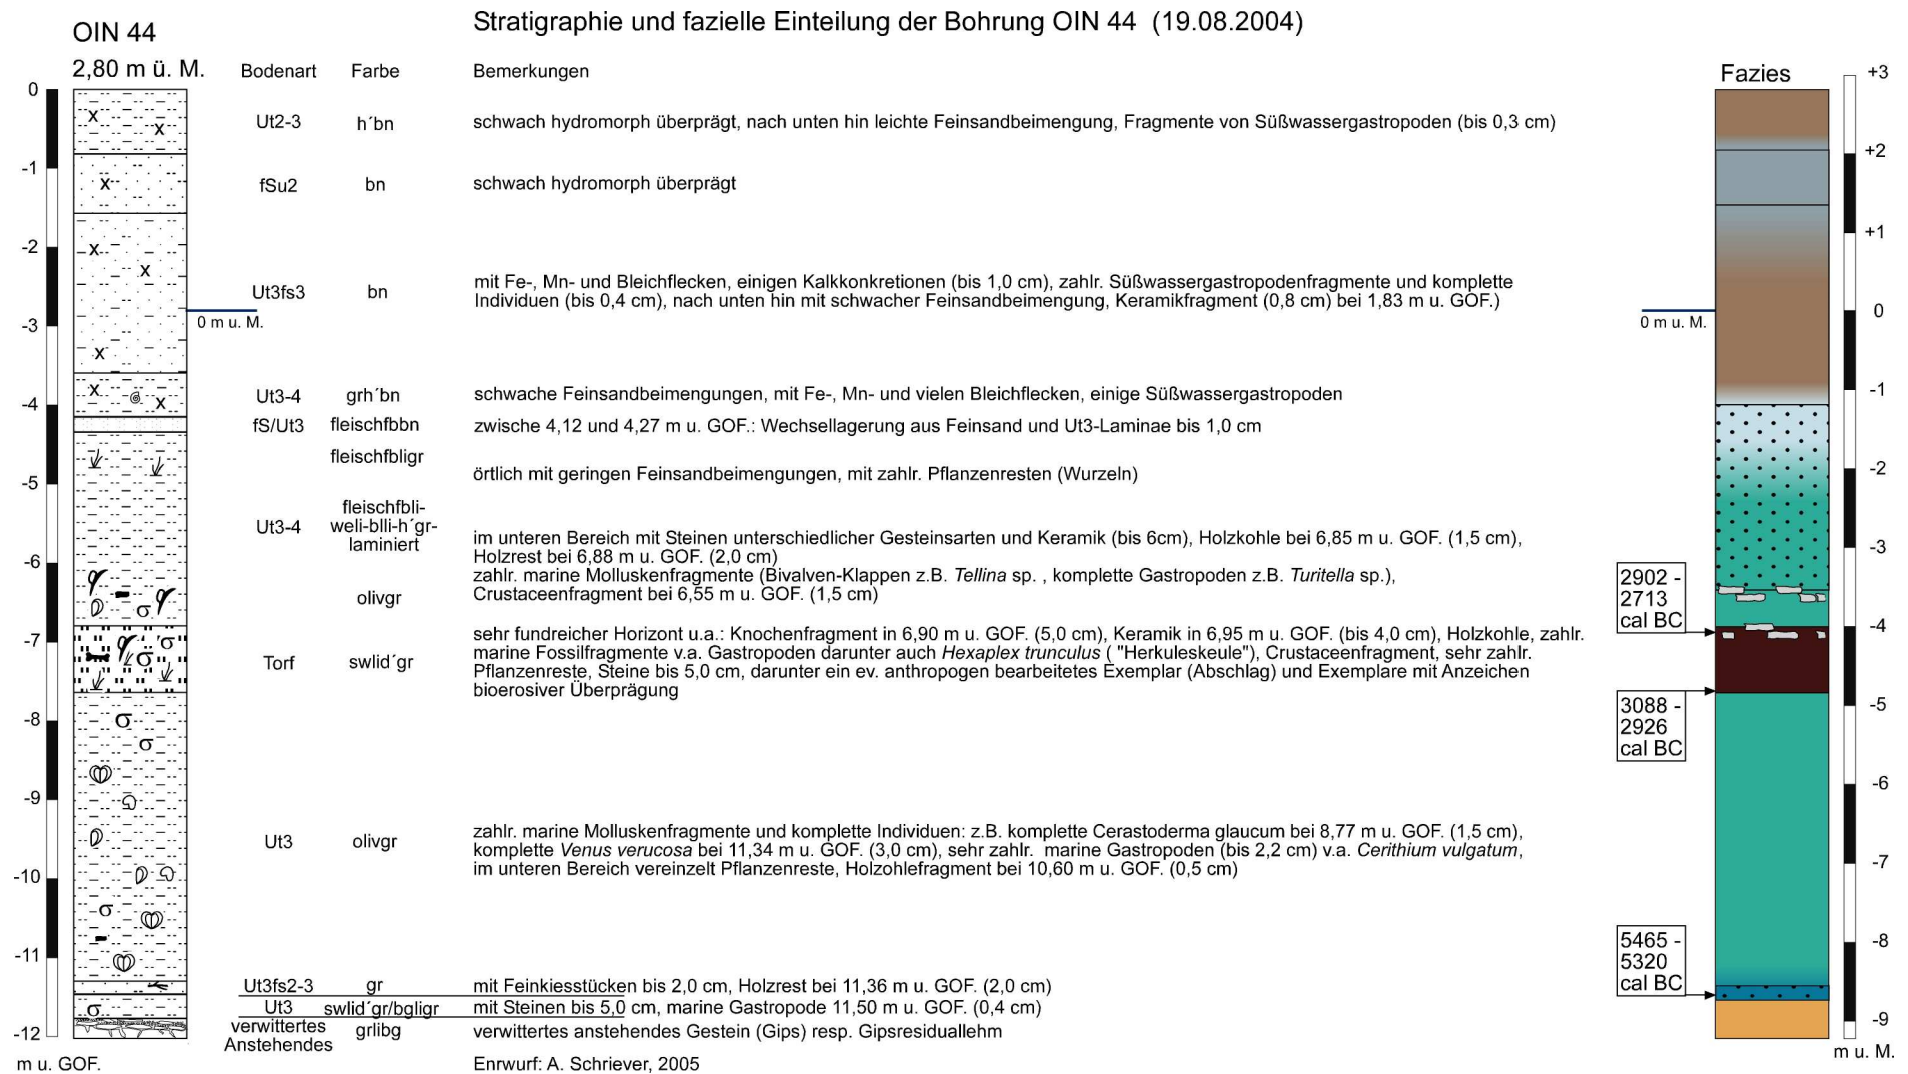 Stratigraphie und fazielle Einteilung der Bohrung OIN 44 (19.08.2004)
OIN 44
2,80 m ü. M.
Bodenart
Farbe
Bemerkungen
Fazies
0
-1
-2
-3
-4
-5
-6
-7
-8
-9
-10
-11
-12
m u. GOF.
0 m u. M.
Ut2-3
h´bn
schwach hydromorph überprägt, nach unten hin leichte Feinsandbeimengung, Fragmente von Süßwassergastropoden (bis 0,3 cm)
fSu2
bn
schwach hydromorph überprägt
Ut3fs3
bn
mit Fe-, Mn- und Bleichflecken, einigen Kalkkonkretionen (bis 1,0 cm), zahlr. Süßwassergastropodenfragmente und komplette
Individuen (bis 0,4 cm), nach unten hin mit schwacher Feinsandbeimengung, Keramikfragment (0,8 cm) bei 1,83 m u. GOF.)
Ut3-4
grh´bn
schwache Feinsandbeimengungen, mit Fe-, Mn- und vielen Bleichflecken, einige Süßwassergastropoden
fS/Ut3
fleischfbbn
zwische 4,12 und 4,27 m u. GOF.: Wechsellagerung aus Feinsand und Ut3-Laminae bis 1,0 cm
fleischfbligr
örtlich mit geringen Feinsandbeimengungen, mit zahlr. Pflanzenresten (Wurzeln)
Ut3-4
fleischfbli-
weli-blli-h´gr-
laminiert
im unteren Bereich mit Steinen unterschiedlicher Gesteinsarten und Keramik (bis 6cm), Holzkohle bei 6,85 m u. GOF. (1,5 cm),
Holzrest bei 6,88 m u. GOF. (2,0 cm)
olivgr
zahlr. marine Molluskenfragmente (Bivalven-Klappen z.B. Tellina sp. , komplette Gastropoden z.B. Turitella sp.),
Crustaceenfragment bei 6,55 m u. GOF. (1,5 cm)
Torf
swlid´gr
sehr fundreicher Horizont u.a.: Knochenfragment in 6,90 m u. GOF. (5,0 cm), Keramik in 6,95 m u. GOF. (bis 4,0 cm), Holzkohle, zahlr.
marine Fossilfragmente v.a. Gastropoden darunter auch Hexaplex trunculus ( "Herkuleskeule"), Crustaceenfragment, sehr zahlr.
Pflanzenreste, Steine bis 5,0 cm, darunter ein ev. anthropogen bearbeitetes Exemplar (Abschlag) und Exemplare mit Anzeichen
bioerosiver Überprägung
Ut3
olivgr
zahlr. marine Molluskenfragmente und komplette Individuen: z.B. komplette Cerastoderma glaucum bei 8,77 m u. GOF. (1,5 cm),
komplette Venus verucosa bei 11,34 m u. GOF. (3,0 cm), sehr zahlr. marine Gastropoden (bis 2,2 cm) v.a. Cerithium vulgatum,
im unteren Bereich vereinzelt Pflanzenreste, Holzohlefragment bei 10,60 m u. GOF. (0,5 cm)
Ut3fs2-3
gr
mit Feinkiesstücken bis 2,0 cm, Holzrest bei 11,36 m u. GOF. (2,0 cm)
Ut3
swlid´gr/bgligr
mit Steinen bis 5,0 cm, marine Gastropode 11,50 m u. GOF. (0,4 cm)
verwittertes
Anstehendes
grlibg
verwittertes anstehendes Gestein (Gips) resp. Gipsresiduallehm
Enrwurf: A. Schriever, 2005
0 m u. M.
2902 -
2713
cal BC
3088 -
2926
cal BC
5465 -
5320
cal BC
+3
+2
+1
0
-1
-2
-3
-4
-5
-6
-7
-8
-9
m u. M.